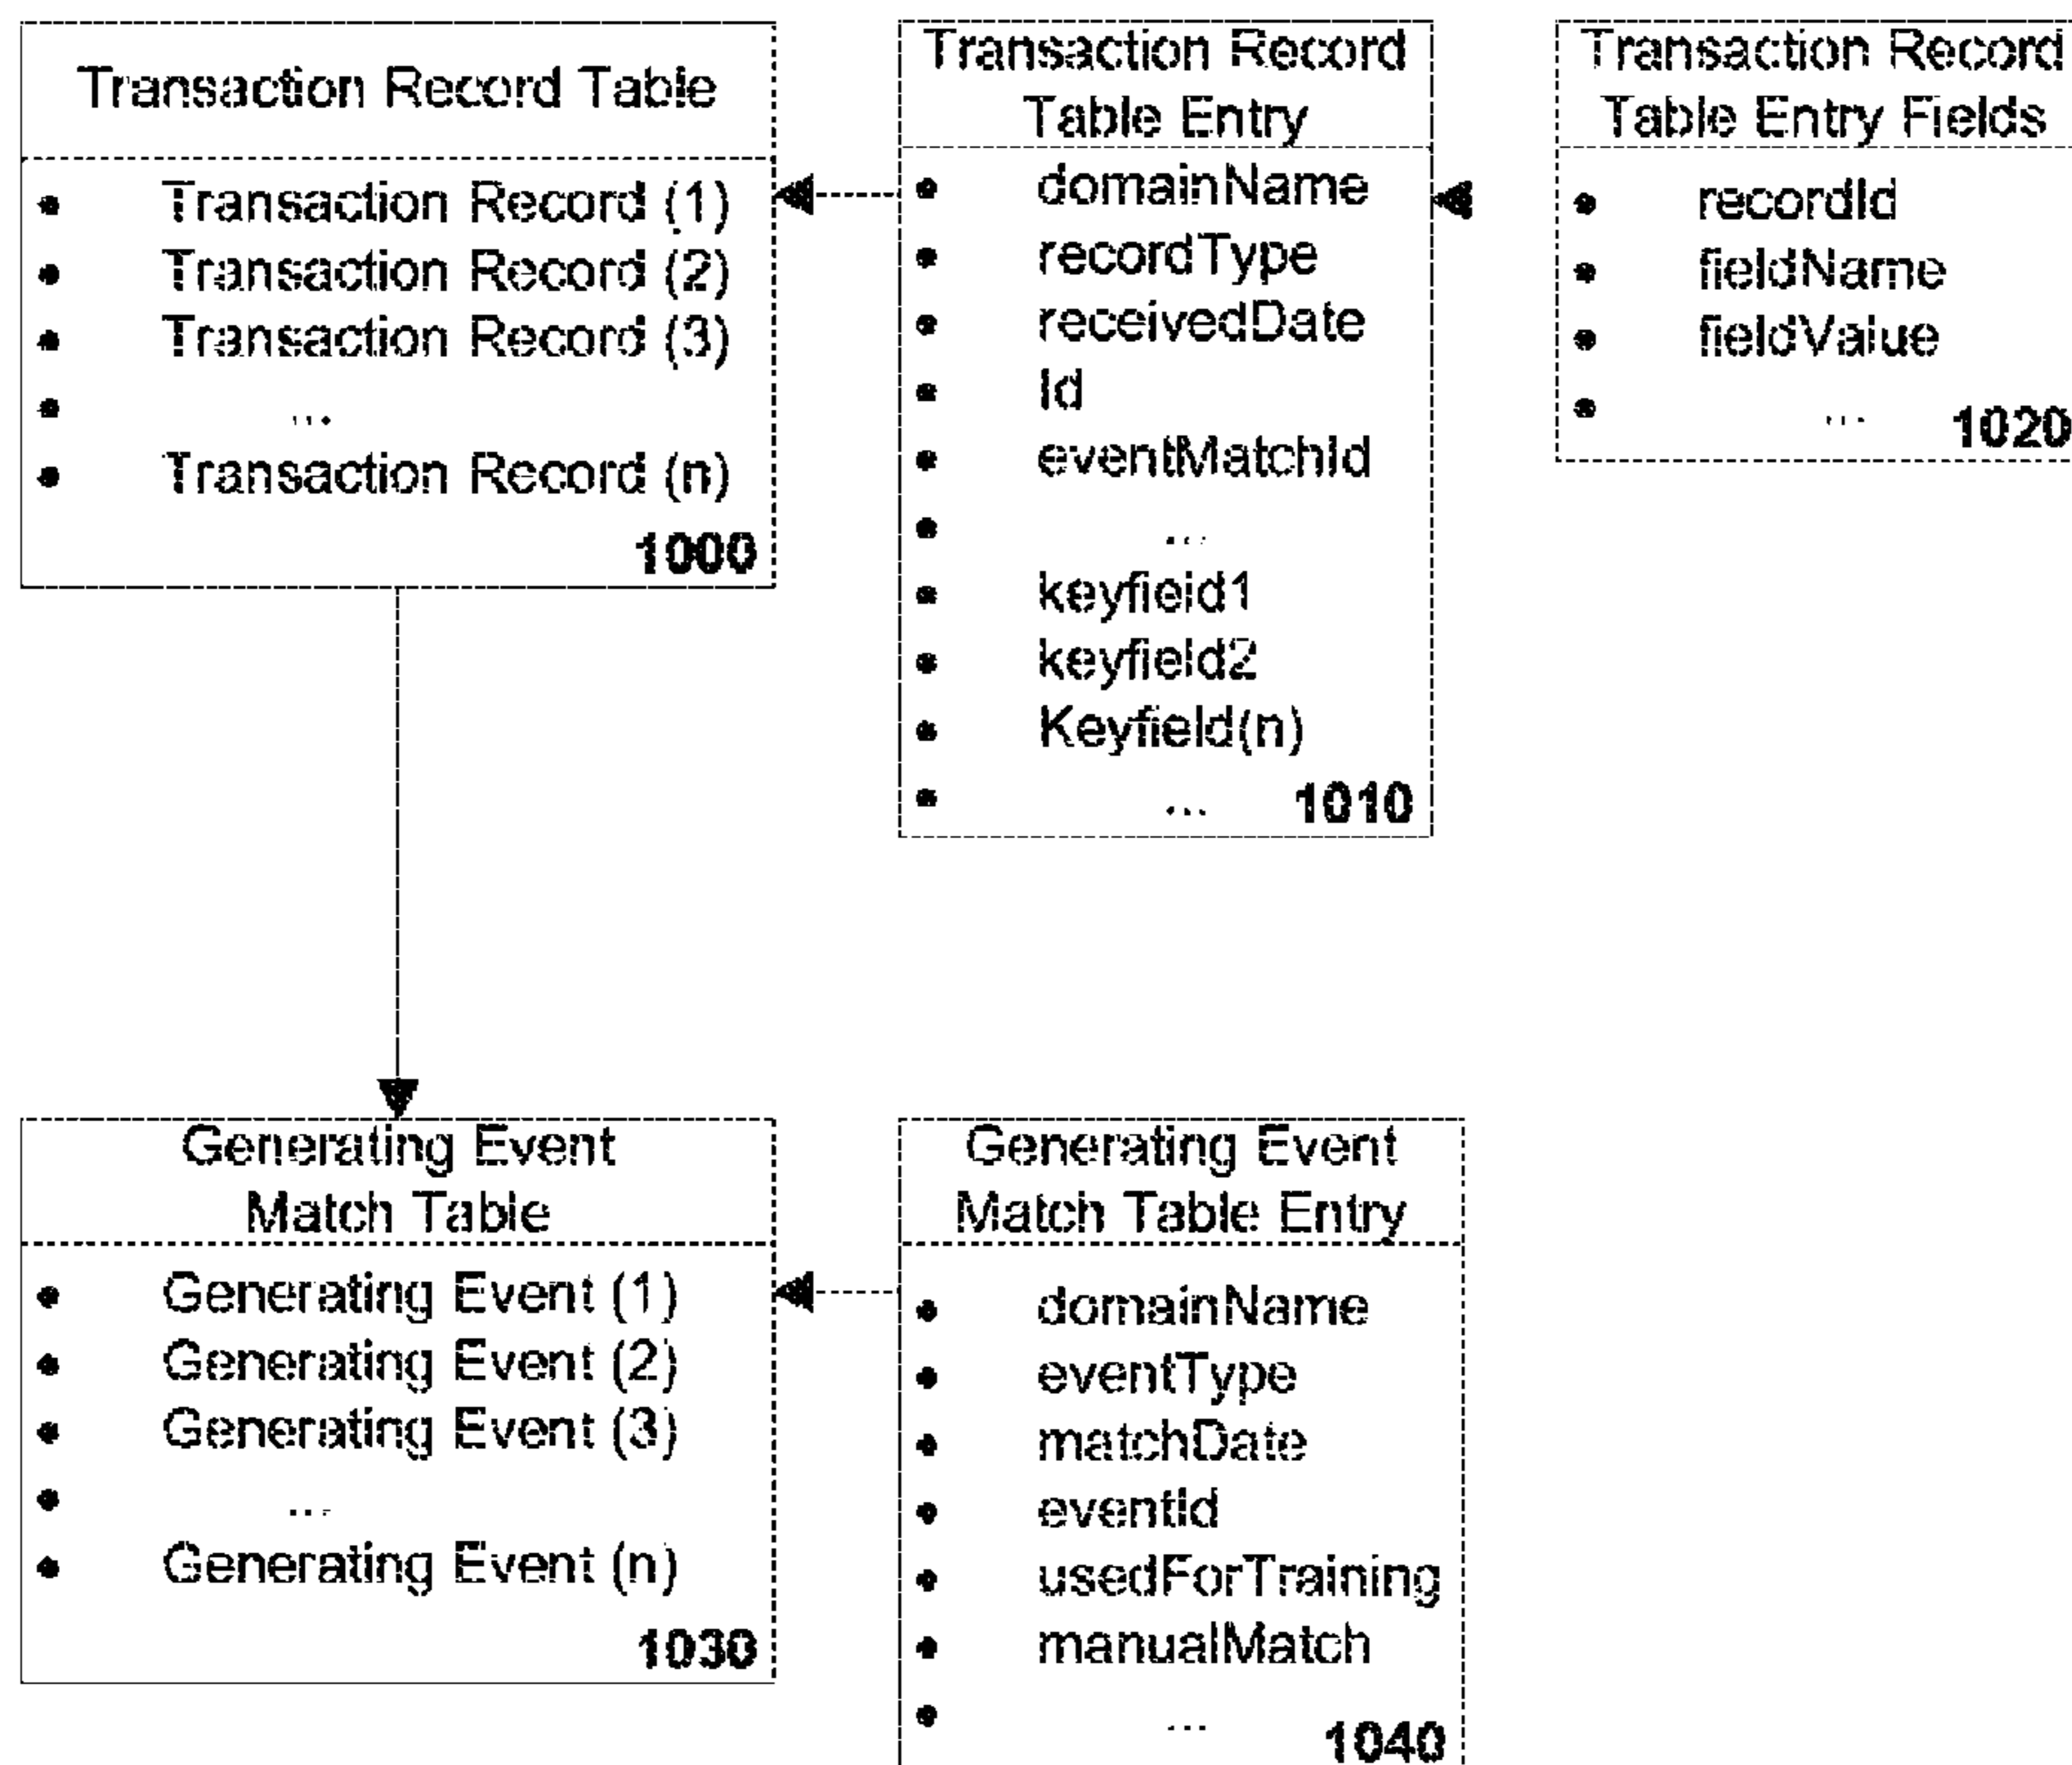 Transaction Record Table
• Transaction Record (1)
• Transaction Record (2)
• Transaction Record (3)
• ...
• Transaction Record (n)
1000
Transaction Record
Table Entry
• domainName
• recordType
• receivedDate
• Id
• eventMatchId
• ...
• keyfield1
• keyfield2
• Keyfield(n)
• ... 1010
Transaction Record
Table Entry Fields
• recordId
• fieldName
• fieldValue
• ... 1020
Generating Event
Match Table
• Generating Event (1)
• Generating Event (2)
• Generating Event (3)
• ...
• Generating Event (n)
1030
Generating Event
Match Table Entry
• domainName
• eventType
• matchDate
• eventId
• usedForTraining
• manualMatch
• ... 1040